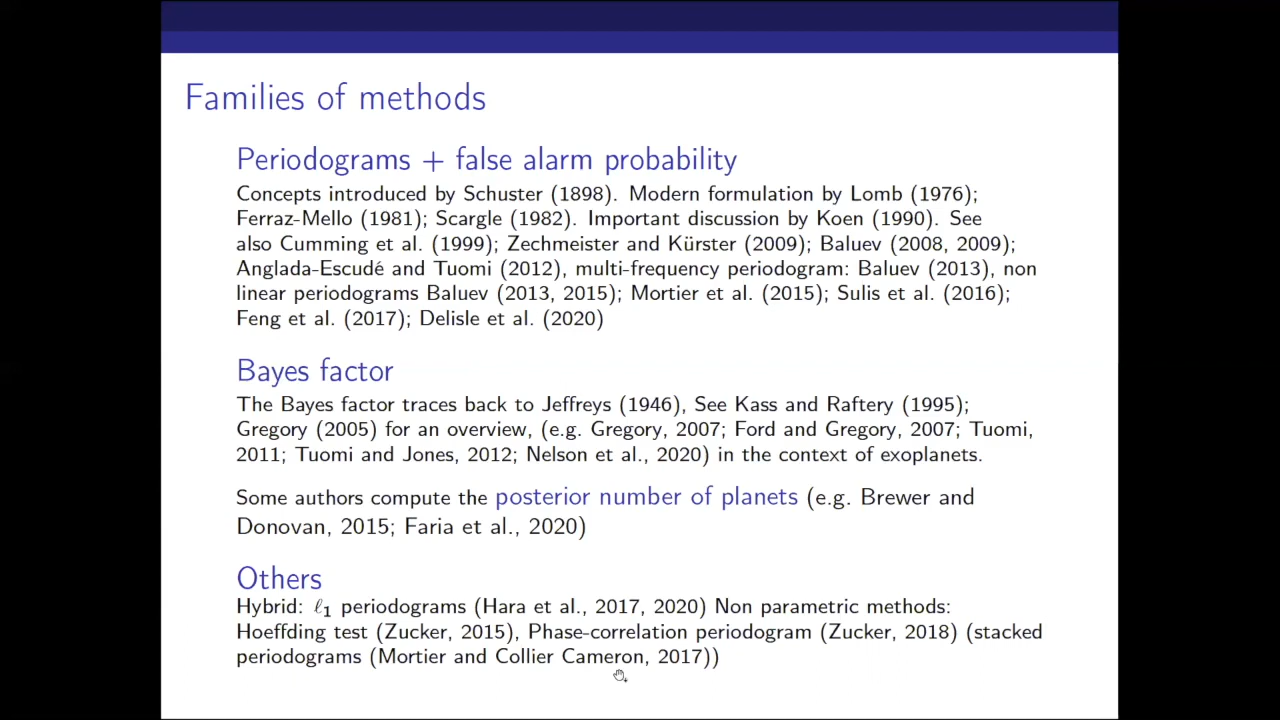 Families of methods
Periodograms + false alarm probability
Concepts introduced by Schuster (1898). Modern formulation by Lomb (1976);
Ferraz-Mello (1981); Scargle (1982). Important discussion by Koen (1990). See
also Cumming et al. (1999); Zechmeister and Kürster (2009); Baluev (2008, 2009);
Anglada-Escudé and Tuomi (2012), multi-frequency periodogram: Baluev (2013), non
linear periodograms Baluev (2013, 2015); Mortier et al. (2015); Sulis et al. (2016);
Feng et al. (2017); Delisle et al. (2020)
Bayes factor
The Bayes factor traces back to Jeffreys (1946), See Kass and Raftery (1995);
Gregory (2005) for an overview, (e.g. Gregory, 2007; Ford and Gregory, 2007; Tuomi,
2011; Tuomi and Jones, 2012; Nelson et al., 2020) in the context of exoplanets.
Some authors compute the posterior number of planets (e.g. Brewer and
Donovan, 2015; Faria et al., 2020)
Others
Hybrid: ℓ₁ periodograms (Hara et al., 2017, 2020) Non parametric methods:
Hoeffding test (Zucker, 2015), Phase-correlation periodogram (Zucker, 2018) (stacked
periodograms (Mortier and Collier Cameron, 2017))